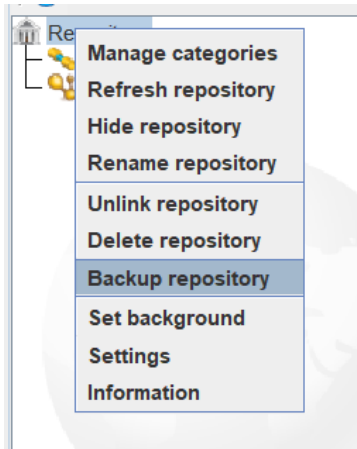 Manage categories
Refresh repository
Hide repository
Rename repository
Unlink repository
Delete repository
Backup repository
Set background
Settings
Information